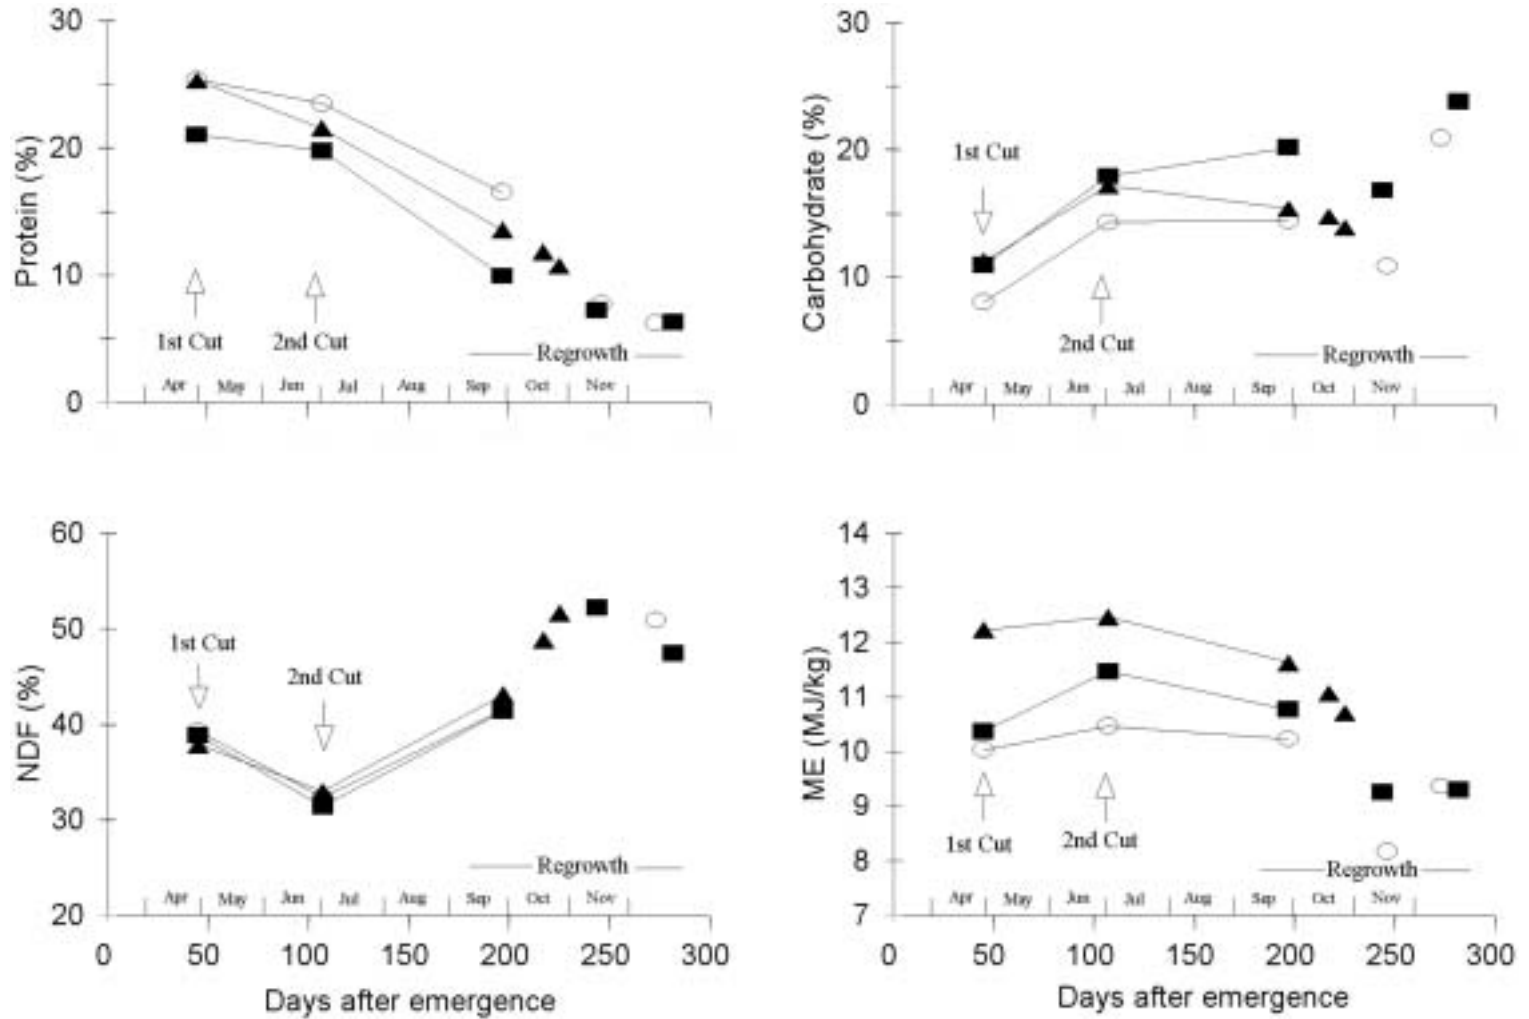 30
20
10
0
Protein (%)
1st Cut
2nd Cut
Regrowth
Apr May Jun Jul Aug Sep Oct Nov
30
20
10
0
Carbohydrate (%)
1st Cut
2nd Cut
Regrowth
Apr May Jun Jul Aug Sep Oct Nov
60
50
40
30
20
NDF (%)
1st Cut
2nd Cut
Regrowth
Apr May Jun Jul Aug Sep Oct Nov
0 50 100 150 200 250 300
Days after emergence
14
13
12
11
10
9
8
7
ME (MJ/kg)
1st Cut
2nd Cut
Regrowth
Apr May Jun Jul Aug Sep Oct Nov
0 50 100 150 200 250 300
Days after emergence